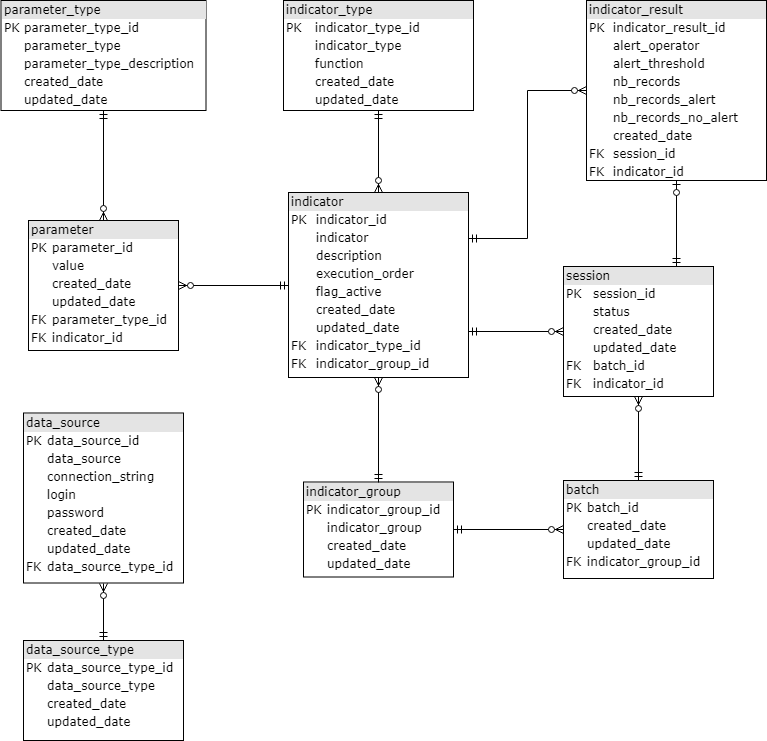 parameter_type
PK parameter_type_id
parameter_type
parameter_type_description
created_date
updated_date
indicator_type
PK indicator_type_id
indicator_type
function
created_date
updated_date
indicator_result
PK indicator_result_id
alert_operator
alert_threshold
nb_records
nb_records_alert
nb_records_no_alert
created_date
FK session_id
FK indicator_id
parameter
PK parameter_id
value
created_date
updated_date
FK parameter_type_id
FK indicator_id
indicator
PK indicator_id
indicator
description
execution_order
flag_active
created_date
updated_date
FK indicator_type_id
FK indicator_group_id
session
PK session_id
status
created_date
updated_date
FK batch_id
FK indicator_id
data_source
PK data_source_id
data_source
connection_string
login
password
created_date
updated_date
FK data_source_type_id
indicator_group
PK indicator_group_id
indicator_group
created_date
updated_date
batch
PK batch_id
created_date
updated_date
FK indicator_group_id
data_source_type
PK data_source_type_id
data_source_type
created_date
updated_date